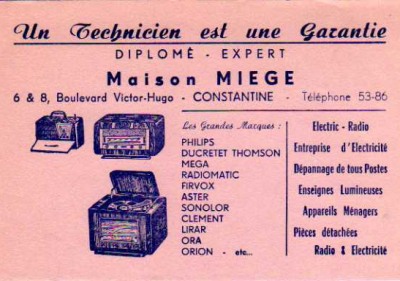 Un Technicien est une Garantie
DIPLOMÉ - EXPERT
Maison MIEGE
6 & 8, Boulevard Victor-Hugo - CONSTANTINE - Téléphone 53-86
Les Grandes Marques :
PHILIPS
DUCRETET THOMSON
MEGA
RADIOMATIC
FIRVOX
ASTER
SONOLOR
CLEMENT
LIRAR
ORA
ORION - etc...
Electric - Radio
Entreprise d'Electricité
Dépannage de tous Postes
Enseignes Lumineuses
Appareils Ménagers
Pièces détachées
Radio & Electricité